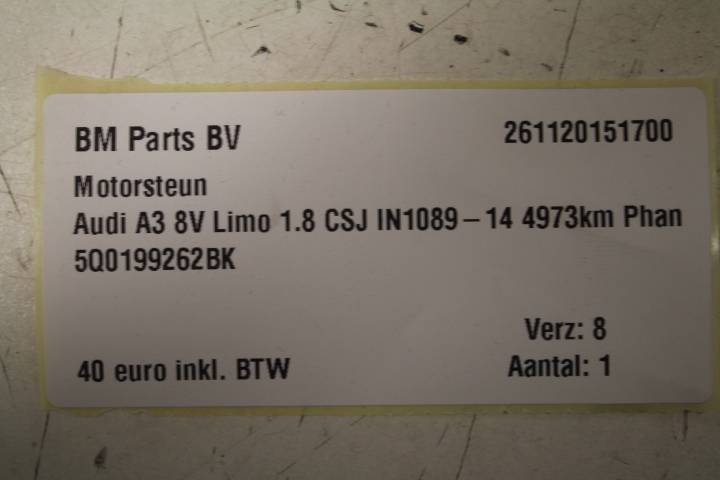 BM Parts BV 261120151700
Motorsteun
Audi A3 8V Limo 1.8 CSJ IN1089-14 4973km Phan
5Q0199262BK
Verz: 8
40 euro inkl. BTW Aantal: 1